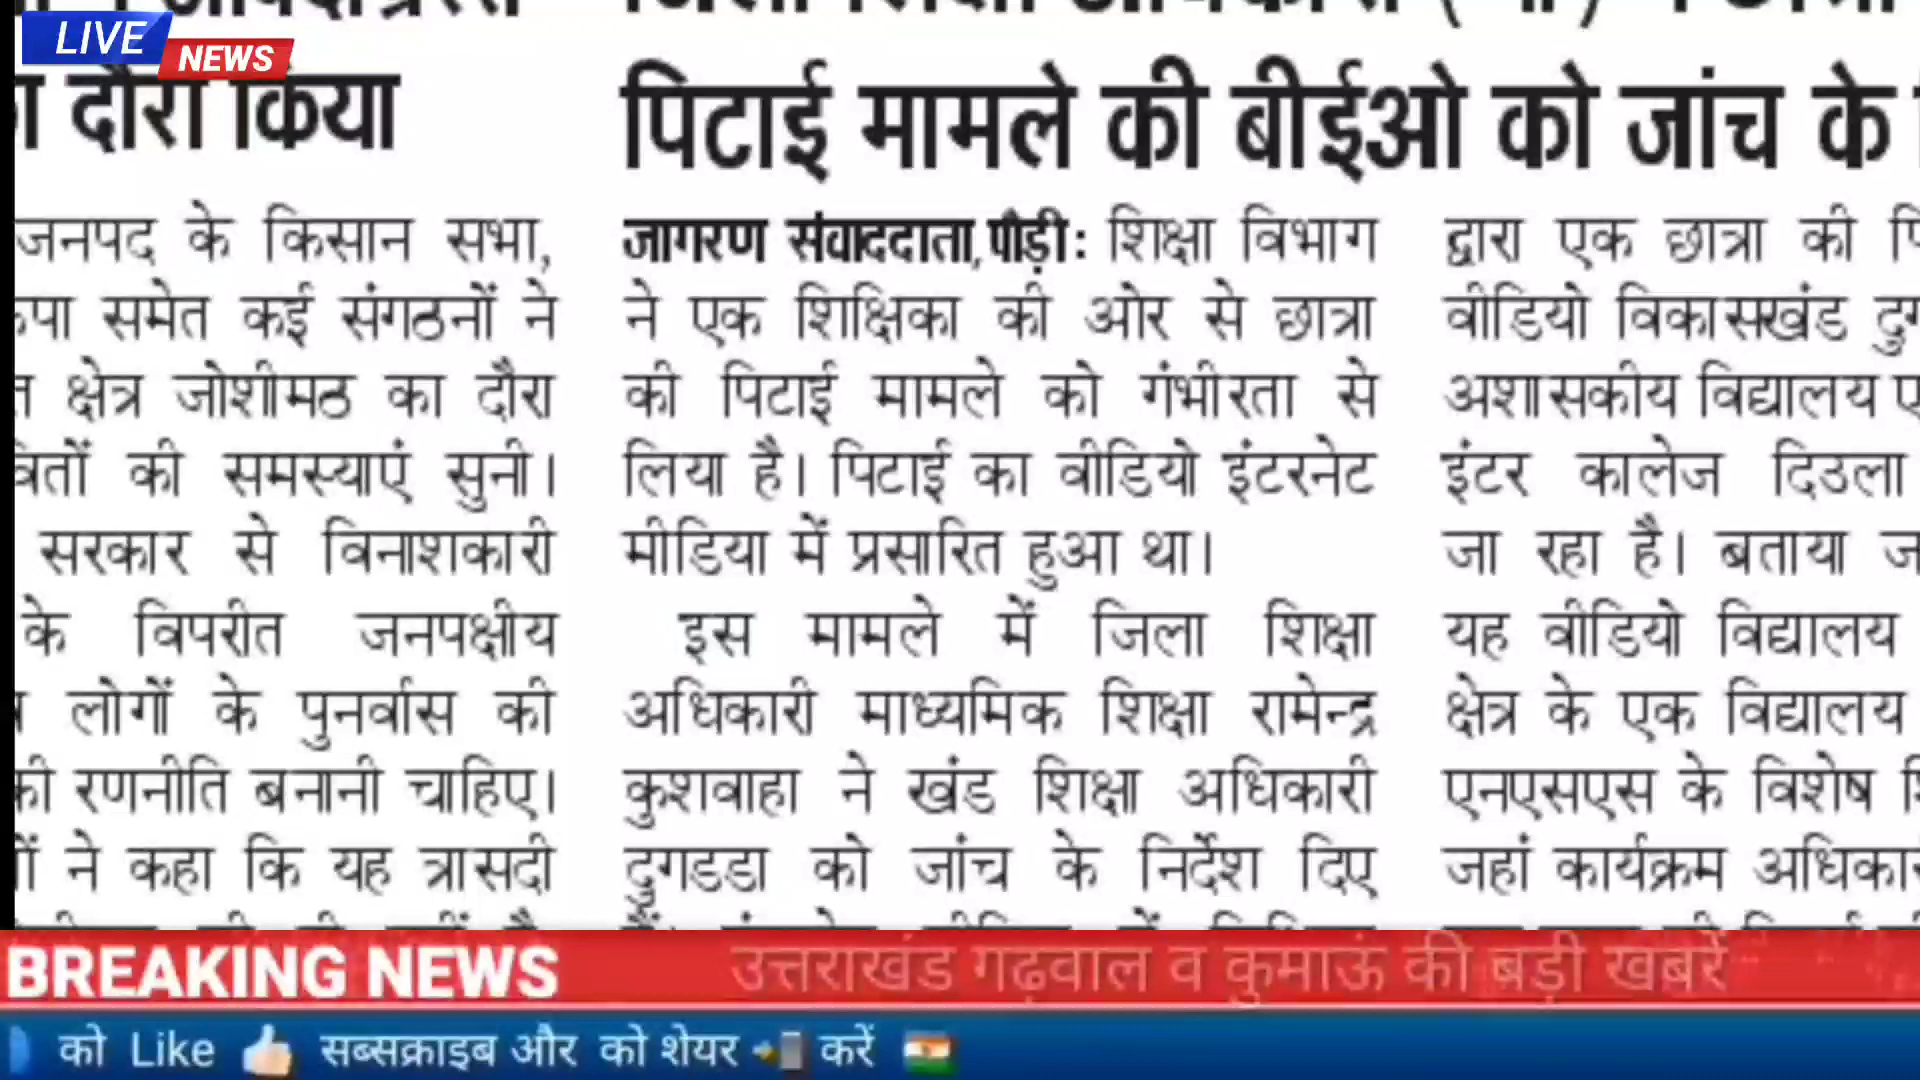 LIVE
NEWS
दौरा किया
जनपद के किसान सभा,
समेत कई संगठनों ने
क्षेत्र जोशीमठ का दौरा
की समस्याएं सुनी।
सरकार से विनाशकारी
के विपरीत जनपक्षीय
लोगों के पुनर्वास की
की रणनीति बनानी चाहिए।
ने कहा कि यह त्रासदी
पिटाई मामले की बीईओ को जांच के
जागरण संवाददाता, पौड़ी: शिक्षा विभाग
ने एक शिक्षिका की ओर से छात्रा
की पिटाई मामले को गंभीरता से
लिया है। पिटाई का वीडियो इंटरनेट
मीडिया में प्रसारित हुआ था।
इस मामले में जिला शिक्षा
अधिकारी माध्यमिक शिक्षा रामेन्द्र
कुशवाहा ने खंड शिक्षा अधिकारी
दुगडडा को जांच के निर्देश दिए
द्वारा एक छात्रा की
वीडियो विकासखंड
अशासकीय विद्यालय
इंटर कालेज दिउला
जा रहा है। बताया
यह वीडियो विद्यालय
क्षेत्र के एक विद्यालय
एनएसएस के विशेष
जहां कार्यक्रम
BREAKING NEWS
उत्तराखंड गढ़वाल व कुमाऊं की बड़ी खबरें
को Like 👍🏻 सब्सक्राइब और को शेयर 📲 करें 🇮🇳